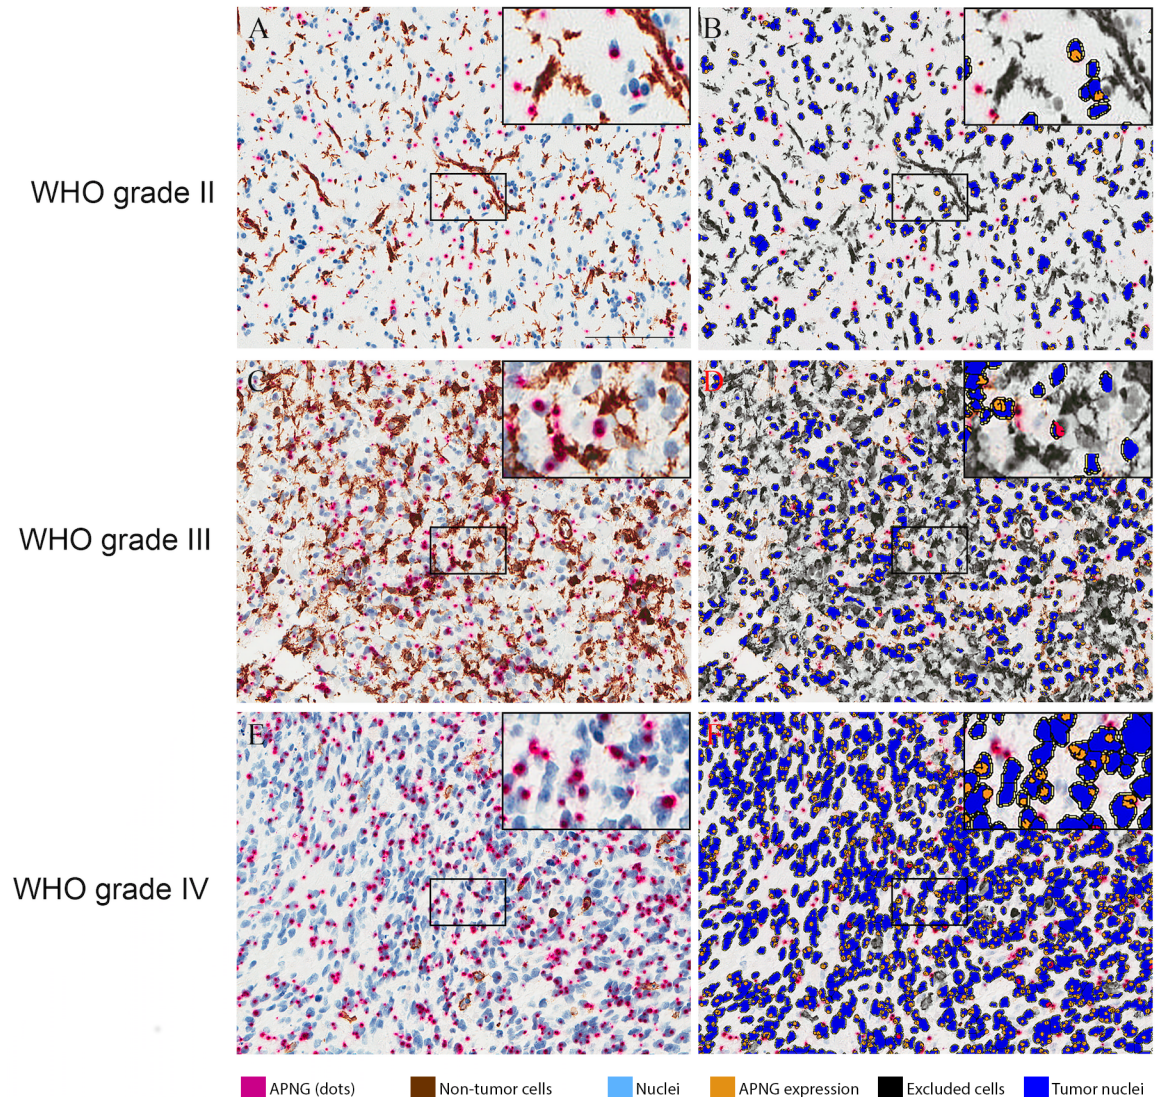 A
B
WHO grade II
C
D
WHO grade III
E
F
WHO grade IV
APNG (dots)
Non-tumor cells
Nuclei
APNG expression
Excluded cells
Tumor nuclei